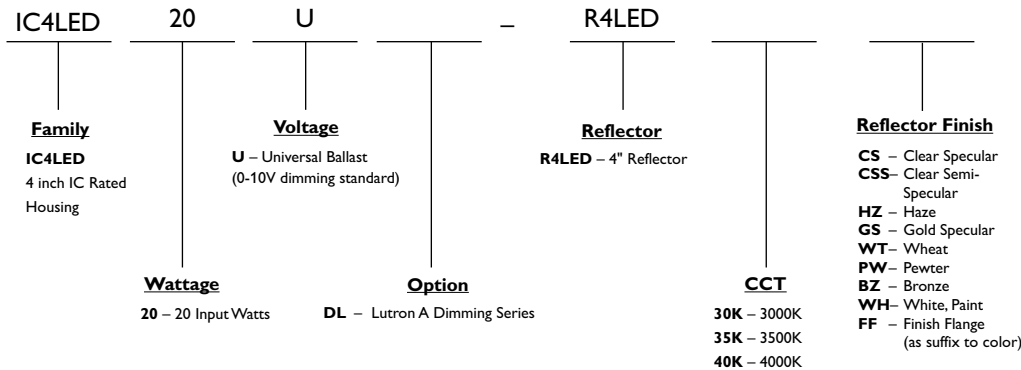 IC4LED 20 U – R4LED
Family
IC4LED
4 inch IC Rated
Housing
Wattage
20 – 20 Input Watts
Voltage
U – Universal Ballast
(0-10V dimming standard)
Option
DL – Lutron A Dimming Series
Reflector
R4LED – 4" Reflector
CCT
30K – 3000K
35K – 3500K
40K – 4000K
Reflector Finish
CS – Clear Specular
CSS– Clear Semi-
Specular
HZ – Haze
GS – Gold Specular
WT– Wheat
PW– Pewter
BZ – Bronze
WH– White, Paint
FF – Finish Flange
(as suffix to color)